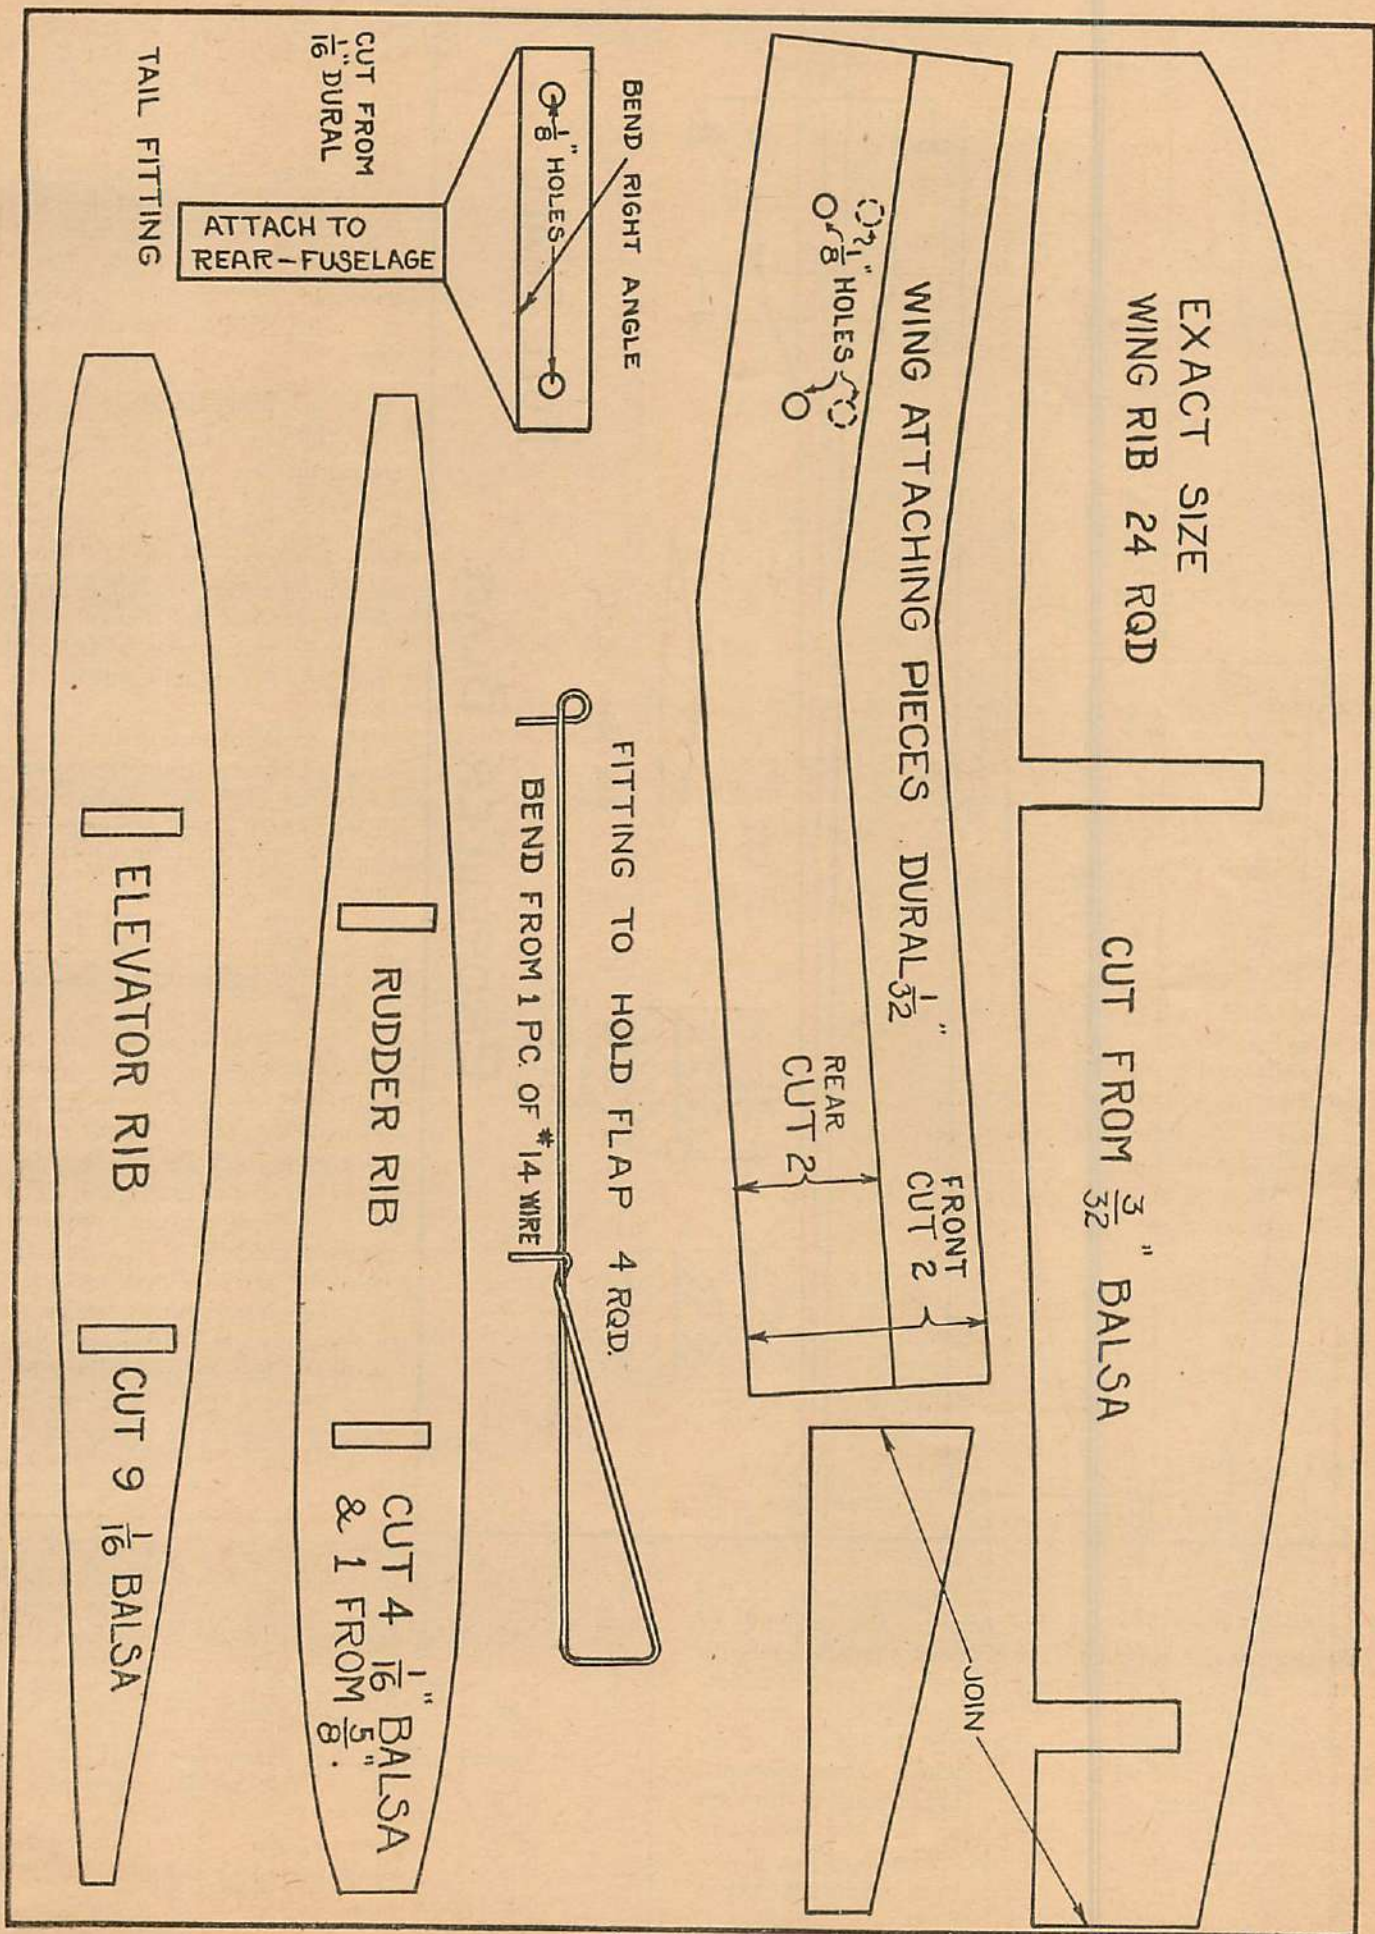 EXACT SIZE
WING RIB 24 RQD
CUT FROM 3/32" BALSA
JOIN
WING ATTACHING PIECES DURAL 1/32"
1/8" HOLES
FRONT
CUT 2
REAR
CUT 2
FITTING TO HOLD FLAP 4 RQD.
BEND FROM 1 PC. OF #14 WIRE
BEND RIGHT ANGLE
1/8" HOLES
ATTACH TO
REAR-FUSELAGE
CUT FROM
1/16" DURAL
TAIL FITTING
RUDDER RIB
CUT 4 1/16" BALSA
& 1 FROM 5/8".
ELEVATOR RIB
CUT 9 1/16 BALSA